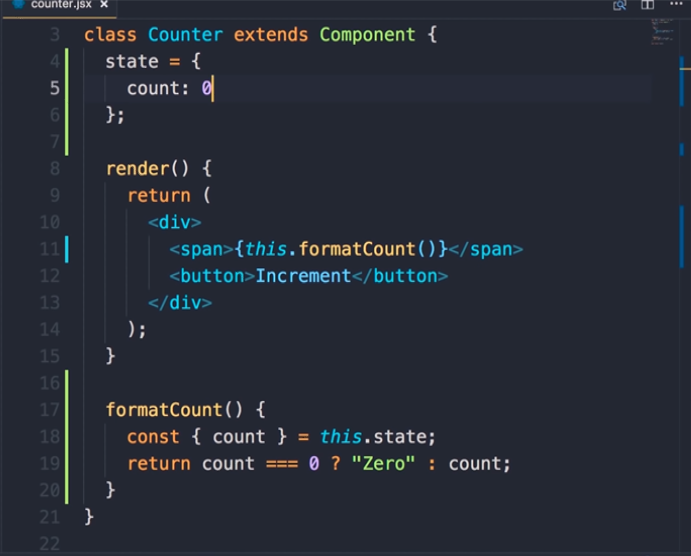 counter.jsx ×
3 class Counter extends Component {
4 state = {
5 count: 0
6 };
7
8 render() {
9 return (
10 <div>
11 <span>{this.formatCount()}</span>
12 <button>Increment</button>
13 </div>
14 );
15 }
16
17 formatCount() {
18 const { count } = this.state;
19 return count === 0 ? "Zero" : count;
20 }
21 }
22